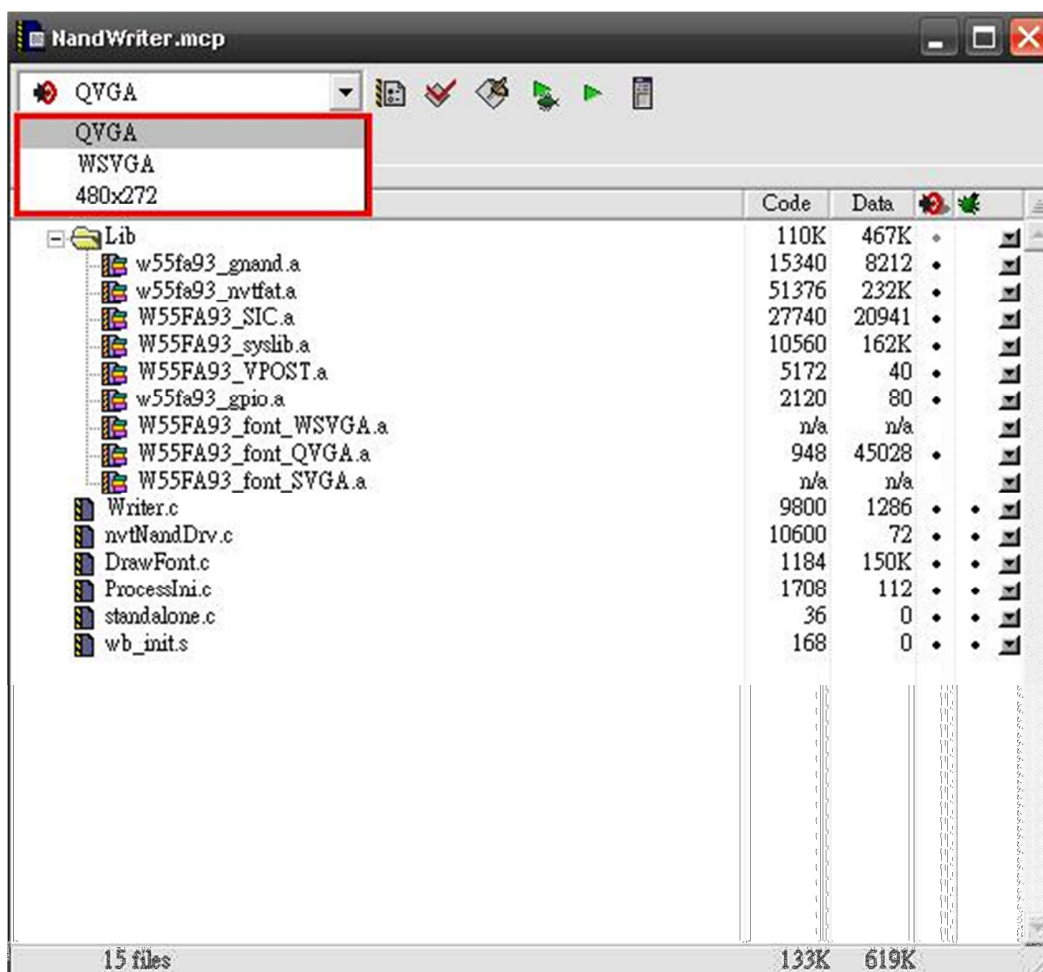 NandWriter.mcp
QVGA
QVGA
WSVGA
480x272
Code Data
Lib 110K 467K
w55fa93_gnand.a 15340 8212
w55fa93_nvtfat.a 51376 232K
W55FA93_SIC.a 27740 20941
W55FA93_syslib.a 10560 162K
W55FA93_VPOST.a 5172 40
w55fa93_gpio.a 2120 80
W55FA93_font_WSVGA.a n/a n/a
W55FA93_font_QVGA.a 948 45028
W55FA93_font_SVGA.a n/a n/a
Writer.c 9800 1286
nvtNandDrv.c 10600 72
DrawFont.c 1184 150K
ProcessIni.c 1708 112
standalone.c 36 0
wb_init.s 168 0
15 files 133K 619K